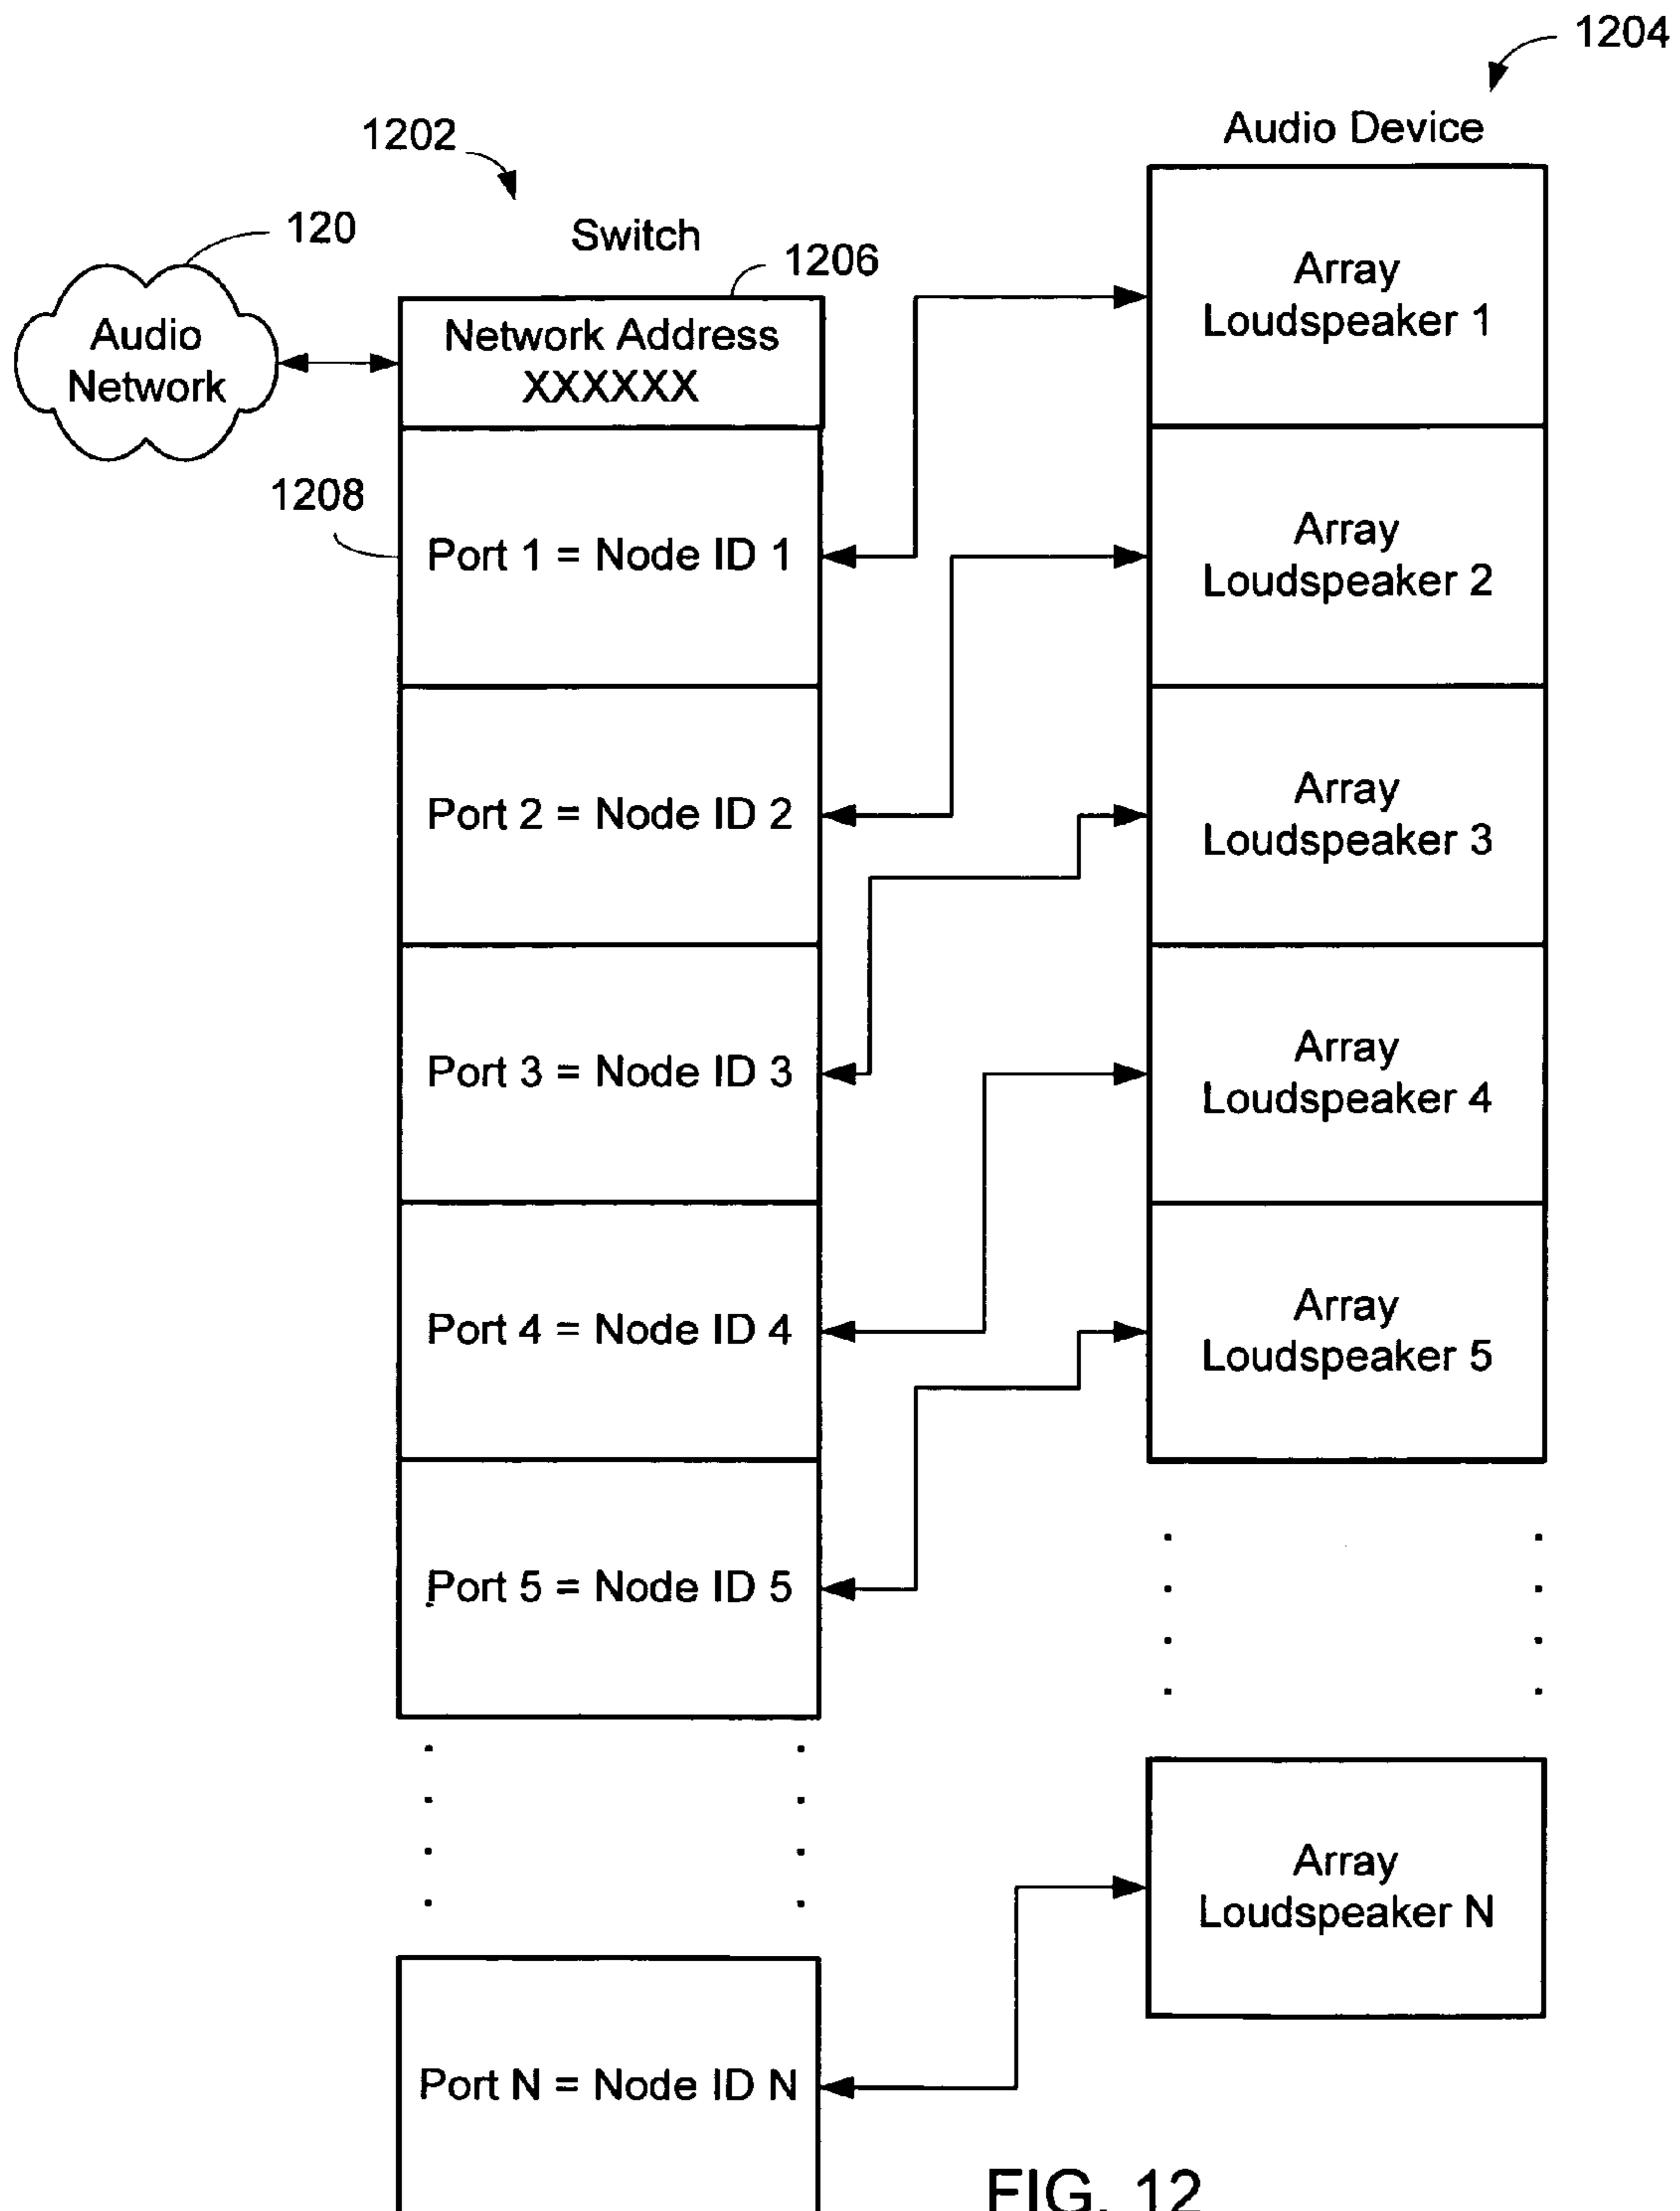 1204
Audio Device
1202
120
Switch
1206
Audio
Network
Network Address
XXXXXX
1208
Port 1 = Node ID 1
Port 2 = Node ID 2
Port 3 = Node ID 3
Port 4 = Node ID 4
Port 5 = Node ID 5
Port N = Node ID N
Array
Loudspeaker 1
Array
Loudspeaker 2
Array
Loudspeaker 3
Array
Loudspeaker 4
Array
Loudspeaker 5
Array
Loudspeaker N
FIG. 12